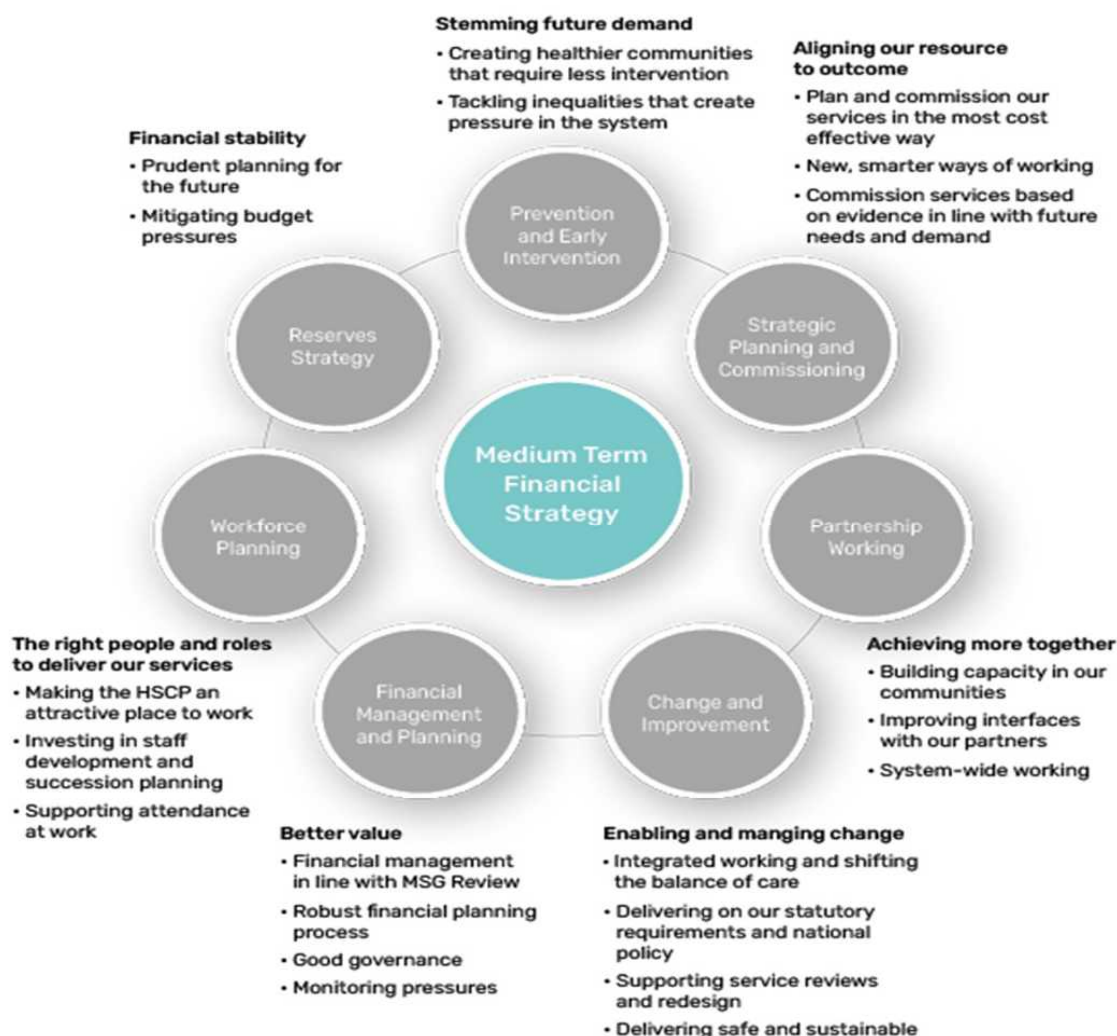 Stemming future demand
• Creating healthier communities
that require less intervention
• Tackling inequalities that create
pressure in the system
Aligning our resource
to outcome
• Plan and commission our
services in the most cost
effective way
• New, smarter ways of working
• Commission services based
on evidence in line with future
needs and demand
Financial stability
• Prudent planning for
the future
• Mitigating budget
pressures
Prevention
and Early
Intervention
Reserves
Strategy
Strategic
Planning and
Commissioning
Medium Term
Financial
Strategy
Workforce
Planning
Partnership
Working
The right people and roles
to deliver our services
• Making the HSCP an
attractive place to work
• Investing in staff
development and
succession planning
• Supporting attendance
at work
Financial
Management
and Planning
Change and
Improvement
Achieving more together
• Building capacity in our
communities
• Improving interfaces
with our partners
• System-wide working
Better value
• Financial management
in line with MSG Review
• Robust financial planning
process
• Good governance
• Monitoring pressures
Enabling and manging change
• Integrated working and shifting
the balance of care
• Delivering on our statutory
requirements and national
policy
• Supporting service reviews
and redesign
• Delivering safe and sustainable